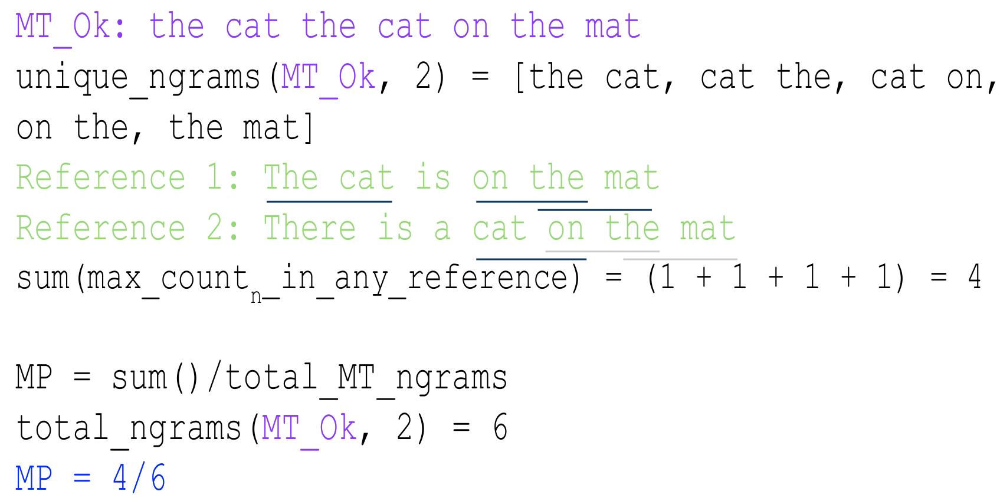 MT_Ok: the cat the cat on the mat
unique_ngrams(MT_Ok, 2) = [the cat, cat the, cat on,
on the, the mat]
Reference 1: The cat is on the mat
Reference 2: There is a cat on the mat
sum(max_countn_in_any_reference) = (1 + 1 + 1 + 1) = 4
MP = sum()/total_MT_ngrams
total_ngrams(MT_Ok, 2) = 6
MP = 4/6